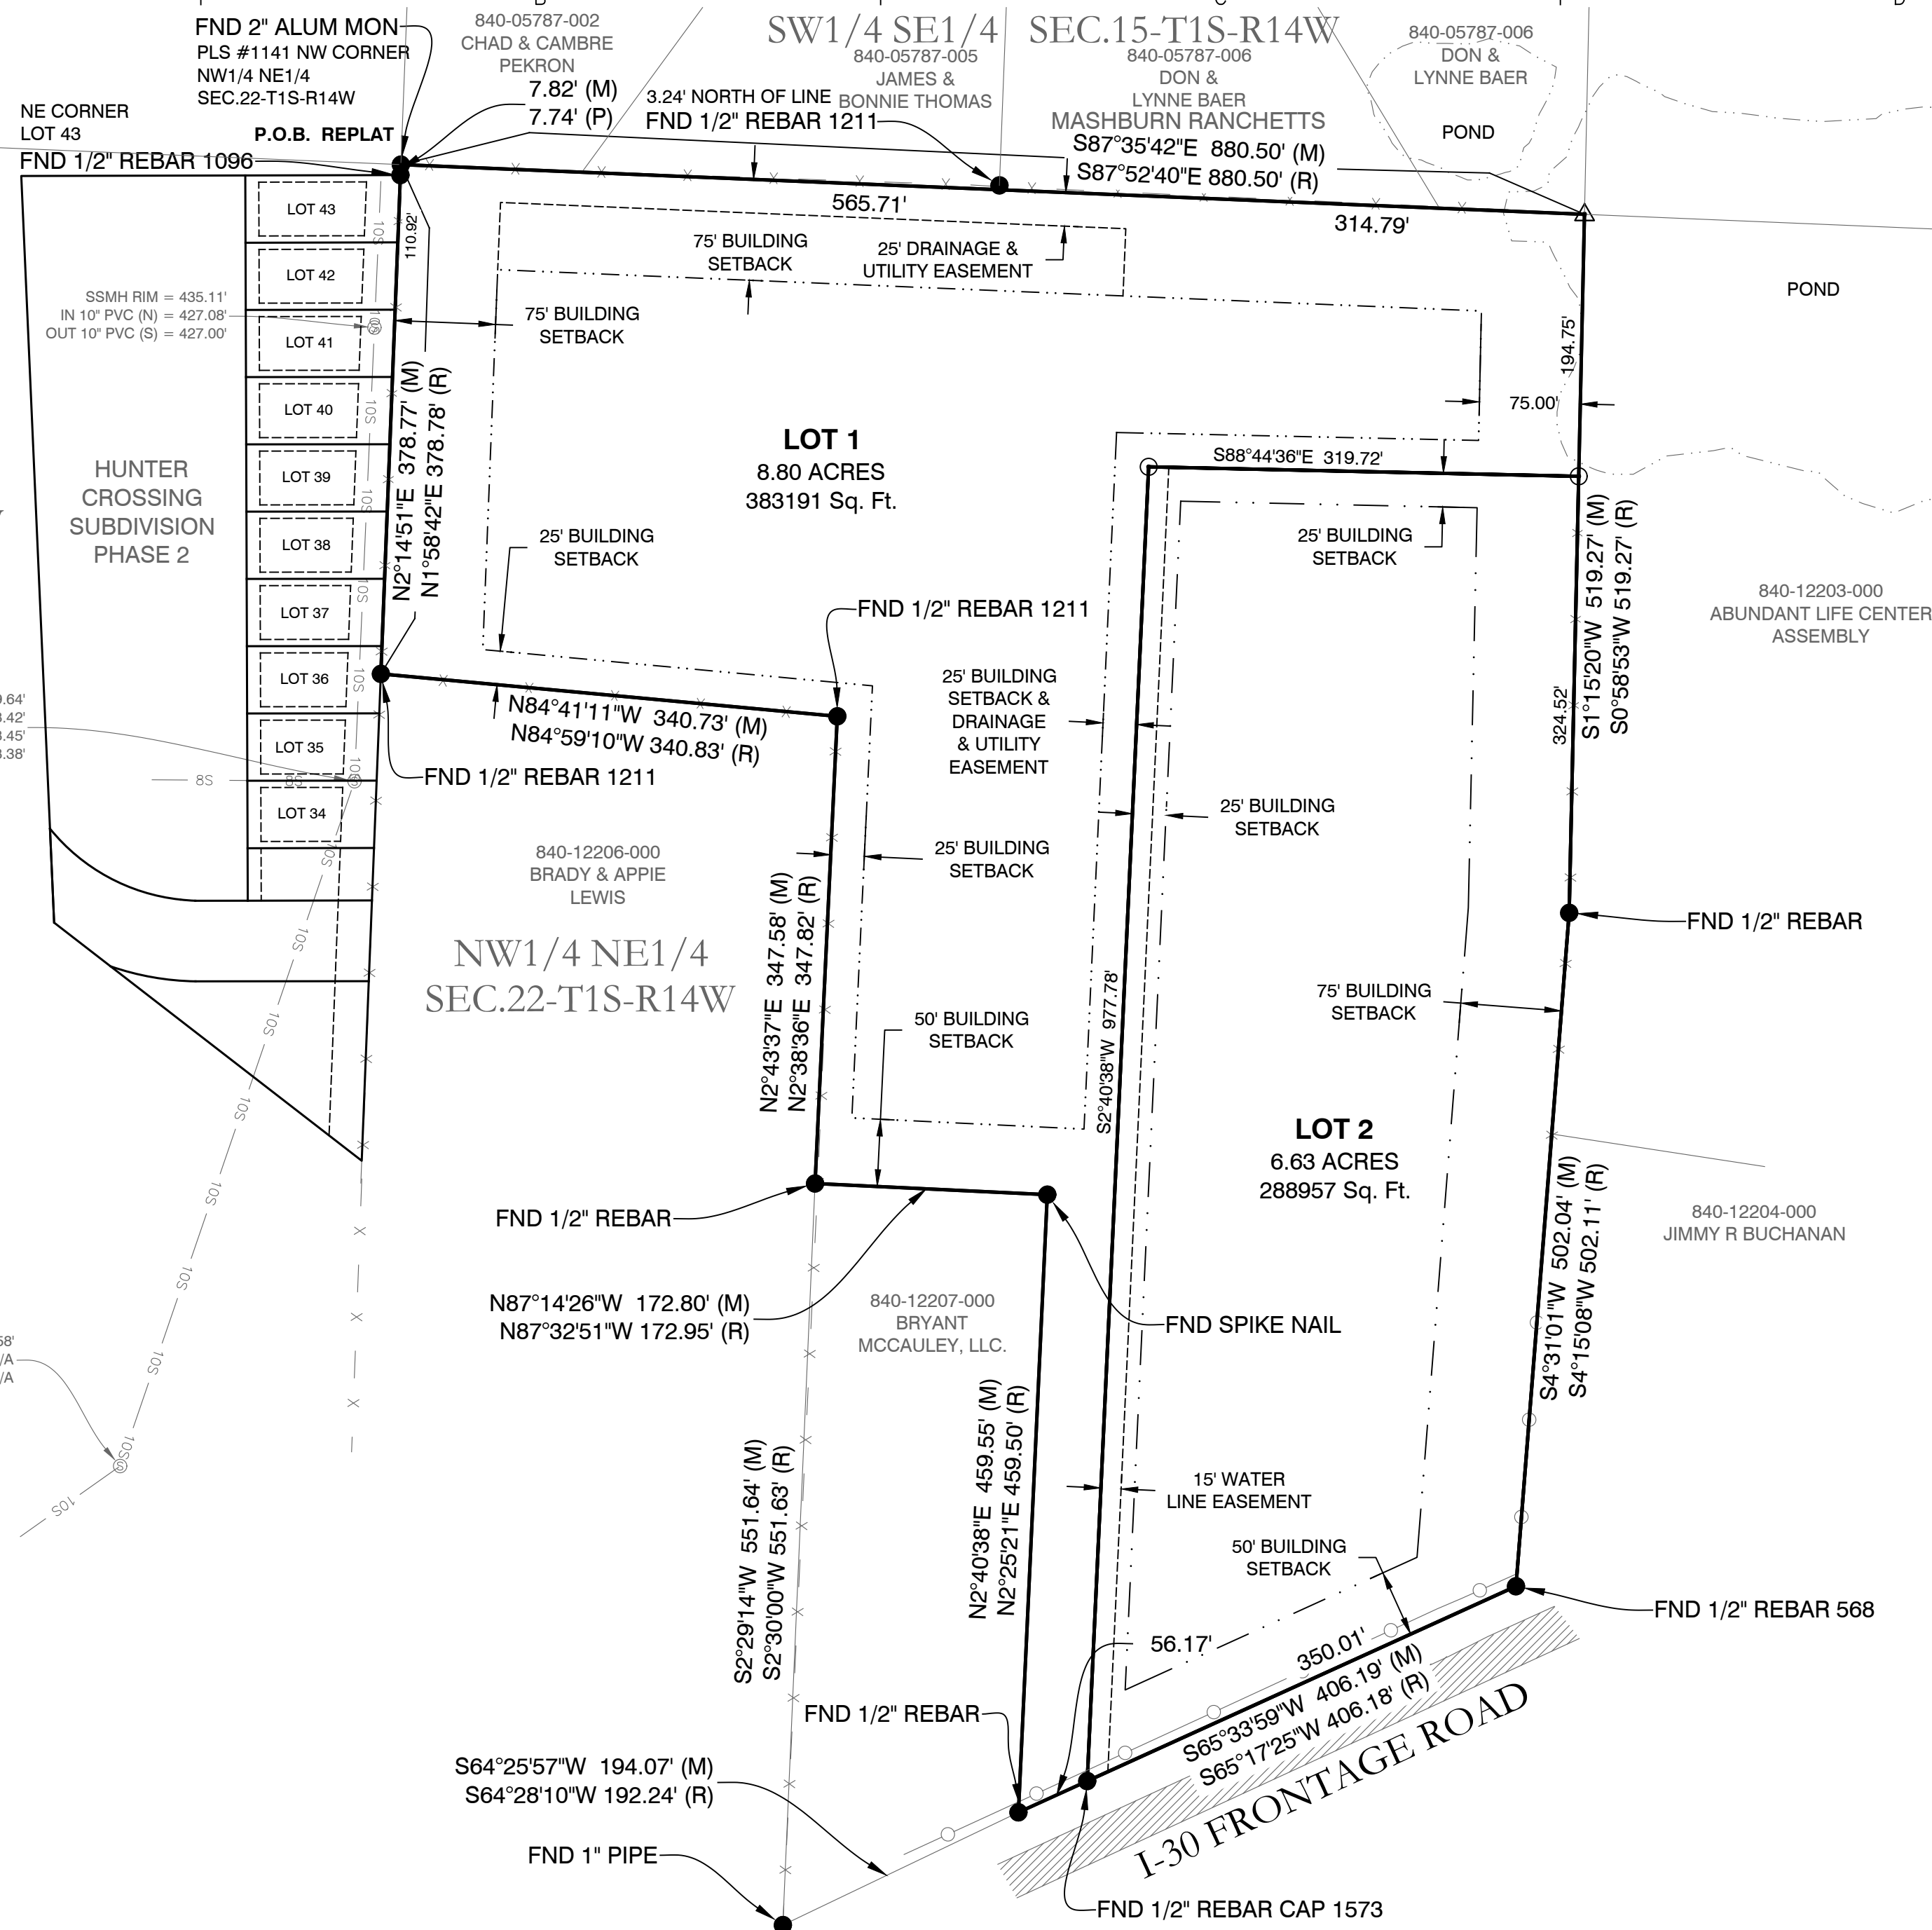 FND 2" ALUM MON
PLS #1141 NW CORNER
NW1/4 NE1/4
SEC.22-T1S-R14W
840-05787-002
CHAD & CAMBRE
PEKRON
SW1/4 SE1/4 SEC.15-T1S-R14W
840-05787-005
JAMES &
BONNIE THOMAS
840-05787-006
DON &
LYNNE BAER
MASHBURN RANCHETTS
840-05787-006
DON &
LYNNE BAER
POND
NE CORNER
LOT 43
P.O.B. REPLAT
FND 1/2" REBAR 1096
7.82' (M)
7.74' (P)
3.24' NORTH OF LINE
FND 1/2" REBAR 1211
S87°35'42"E 880.50' (M)
S87°52'40"E 880.50' (R)
565.71'
314.79'
LOT 43
LOT 42
LOT 41
LOT 40
LOT 39
LOT 38
LOT 37
LOT 36
LOT 35
LOT 34
10S
10S
10S
10S
10S
10S
10S
10S
110.92'
SSMH RIM = 435.11'
IN 10" PVC (N) = 427.08'
OUT 10" PVC (S) = 427.00'
HUNTER
CROSSING
SUBDIVISION
PHASE 2
N2°14'51"E 378.77' (M)
N1°58'42"E 378.78' (R)
75' BUILDING
SETBACK
25' DRAINAGE &
UTILITY EASEMENT
75' BUILDING
SETBACK
POND
194.75'
75.00'
LOT 1
8.80 ACRES
383191 Sq. Ft.
S88°44'36"E 319.72'
25' BUILDING
SETBACK
25' BUILDING
SETBACK
S1°15'20"W 519.27' (M)
S0°58'53"W 519.27' (R)
324.52'
840-12203-000
ABUNDANT LIFE CENTER
ASSEMBLY
FND 1/2" REBAR 1211
N84°41'11"W 340.73' (M)
N84°59'10"W 340.83' (R)
FND 1/2" REBAR 1211
25' BUILDING
SETBACK &
DRAINAGE
& UTILITY
EASEMENT
25' BUILDING
SETBACK
25' BUILDING
SETBACK
8S
8S
840-12206-000
BRADY & APPIE
LEWIS
NW1/4 NE1/4
SEC.22-T1S-R14W
N2°43'37"E 347.58' (M)
N2°38'36"E 347.82' (R)
50' BUILDING
SETBACK
S2°40'38"W 977.78'
FND 1/2" REBAR
75' BUILDING
SETBACK
LOT 2
6.63 ACRES
288957 Sq. Ft.
S4°31'01"W 502.04' (M)
S4°15'08"W 502.11' (R)
840-12204-000
JIMMY R BUCHANAN
10S
10S
10S
10S
10S
10S
10S
10S
FND 1/2" REBAR
N87°14'26"W 172.80' (M)
N87°32'51"W 172.95' (R)
840-12207-000
BRYANT
MCCAULEY, LLC.
FND SPIKE NAIL
S2°29'14"W 551.64' (M)
S2°30'00"W 551.63' (R)
N2°40'38"E 459.55' (M)
N2°25'21"E 459.50' (R)
15' WATER
LINE EASEMENT
50' BUILDING
SETBACK
FND 1/2" REBAR 568
56.17'
350.01'
S65°33'59"W 406.19' (M)
S65°17'25"W 406.18' (R)
I-30 FRONTAGE ROAD
FND 1/2" REBAR
S64°25'57"W 194.07' (M)
S64°28'10"W 192.24' (R)
FND 1" PIPE
FND 1/2" REBAR CAP 1573